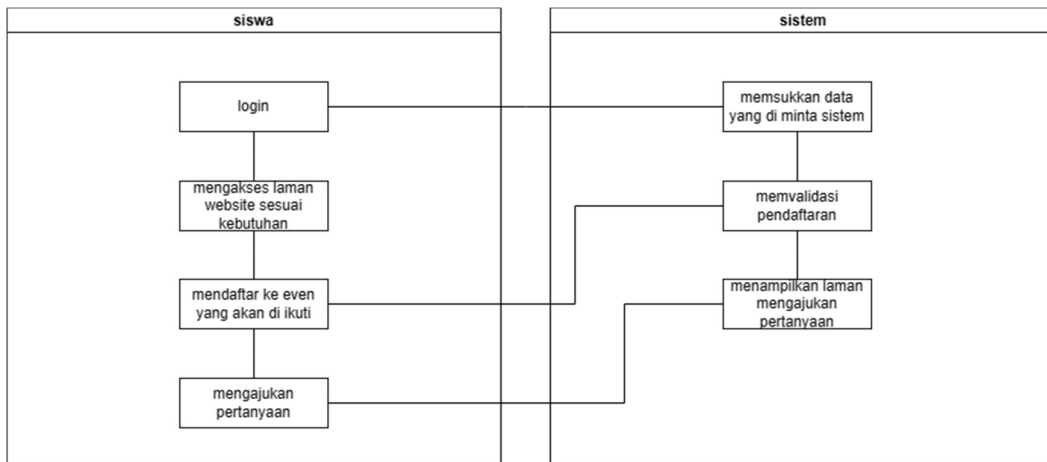 siswa
sistem
login
memsukkan data
yang di minta sistem
mengakses laman
website sesuai
kebutuhan
memvalidasi
pendaftaran
mendaftar ke even
yang akan di ikuti
menampilkan laman
mengajukan
pertanyaan
mengajukan
pertanyaan